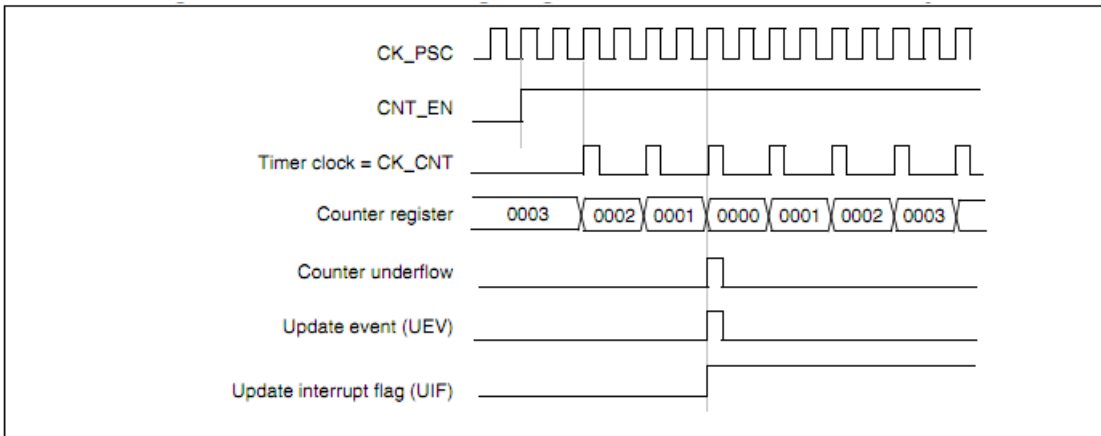 CK_PSC
CNT_EN
Timer clock = CK_CNT
Counter register 0003 0002 0001 0000 0001 0002 0003
Counter underflow
Update event (UEV)
Update interrupt flag (UIF)